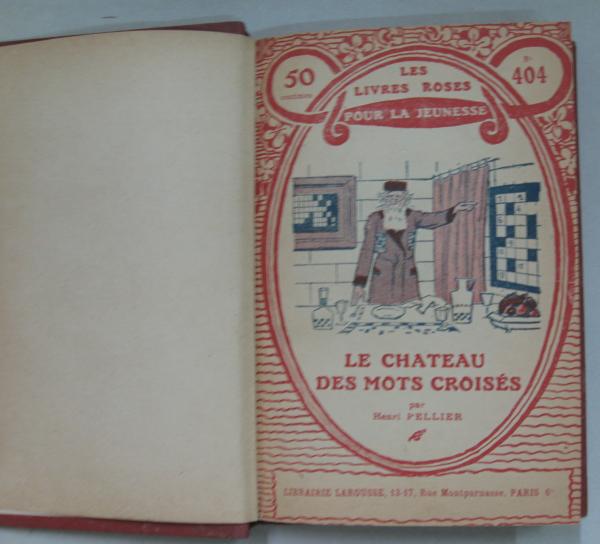 50
centimes
N°
404
LES
LIVRES ROSES
POUR LA JEUNESSE
LE CHATEAU
DES MOTS CROISÉS
par
Henri PELLIER
LIBRAIRIE LAROUSSE, 13-17, Rue Montparnasse, PARIS 6e